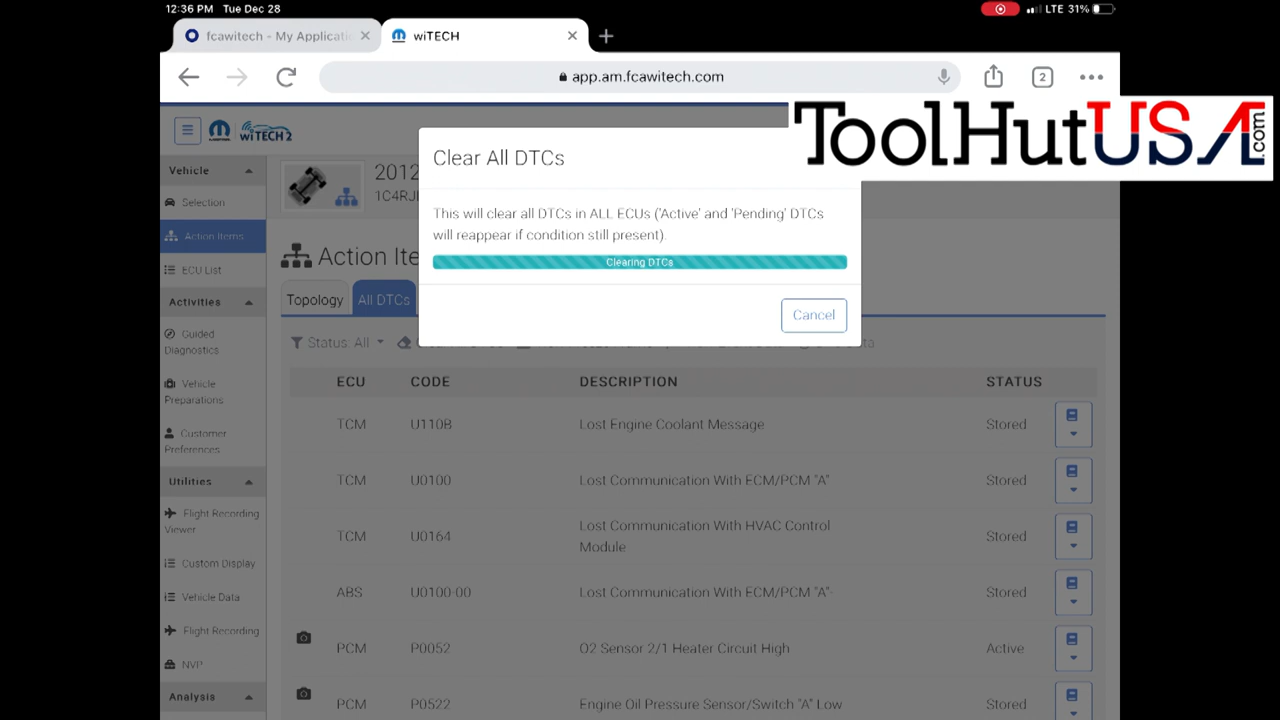 12:36 PM Tue Dec 28
LTE 31%
fcawitech - My Applicati
wiTECH
app.am.fcawitech.com
2
ToolHutUSA.com
wiTECH2
Vehicle
Selection
Action Items
ECU List
Activities
Guided
Diagnostics
Vehicle
Preparations
Customer
Preferences
Utilities
Flight Recording
Viewer
Custom Display
Vehicle Data
Flight Recording
NVP
Analysis
2012
1C4RJ
Action Ite
Topology
All DTCs
Clear All DTCs
This will clear all DTCs in ALL ECUs ('Active' and 'Pending' DTCs
will reappear if condition still present).
Clearing DTCs
Cancel
Status: All
ECU CODE DESCRIPTION STATUS
TCM U110B Lost Engine Coolant Message Stored
TCM U0100 Lost Communication With ECM/PCM "A" Stored
TCM U0164 Lost Communication With HVAC Control
Module Stored
ABS U0100-00 Lost Communication With ECM/PCM "A"- Stored
PCM P0052 O2 Sensor 2/1 Heater Circuit High Active
PCM P0522 Engine Oil Pressure Sensor/Switch "A" Low Stored